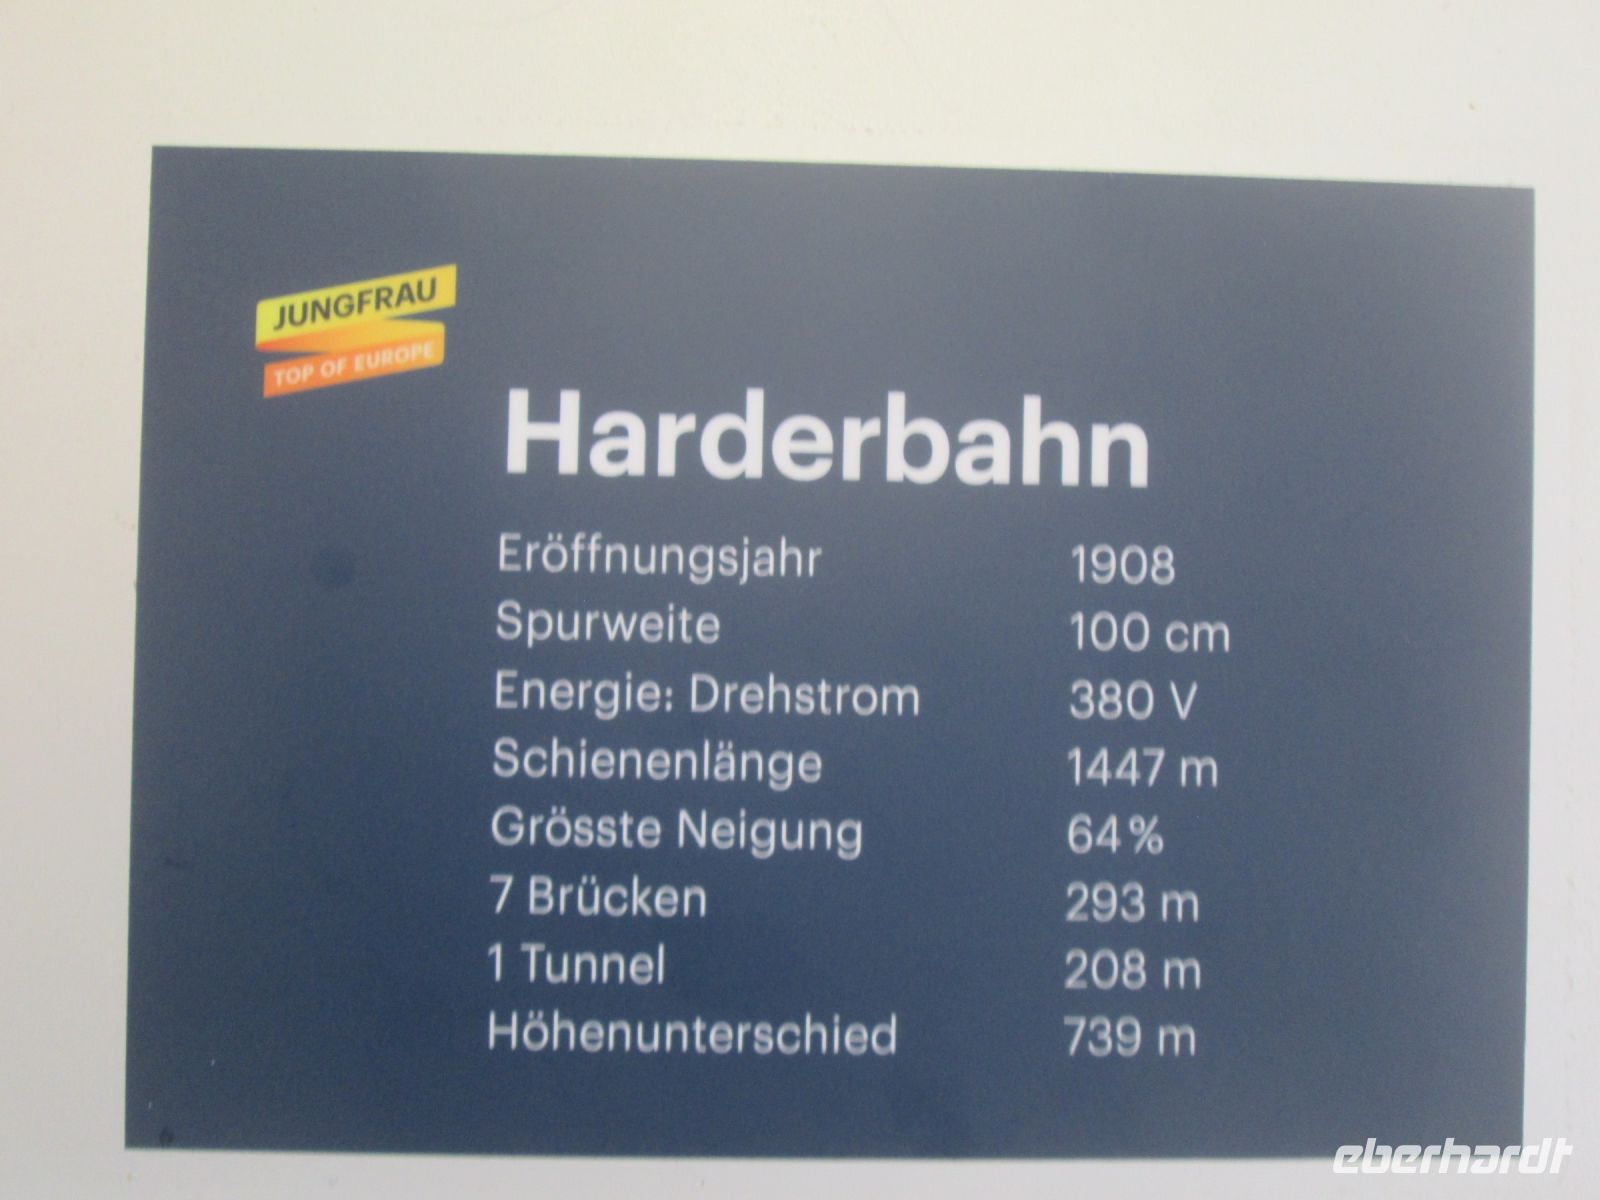 JUNGFRAU
TOP OF EUROPE
Harderbahn
Eröffnungsjahr 1908
Spurweite 100 cm
Energie: Drehstrom 380 V
Schienenlänge 1447 m
Grösste Neigung 64%
7 Brücken 293 m
1 Tunnel 208 m
Höhenunterschied 739 m
eberhardt